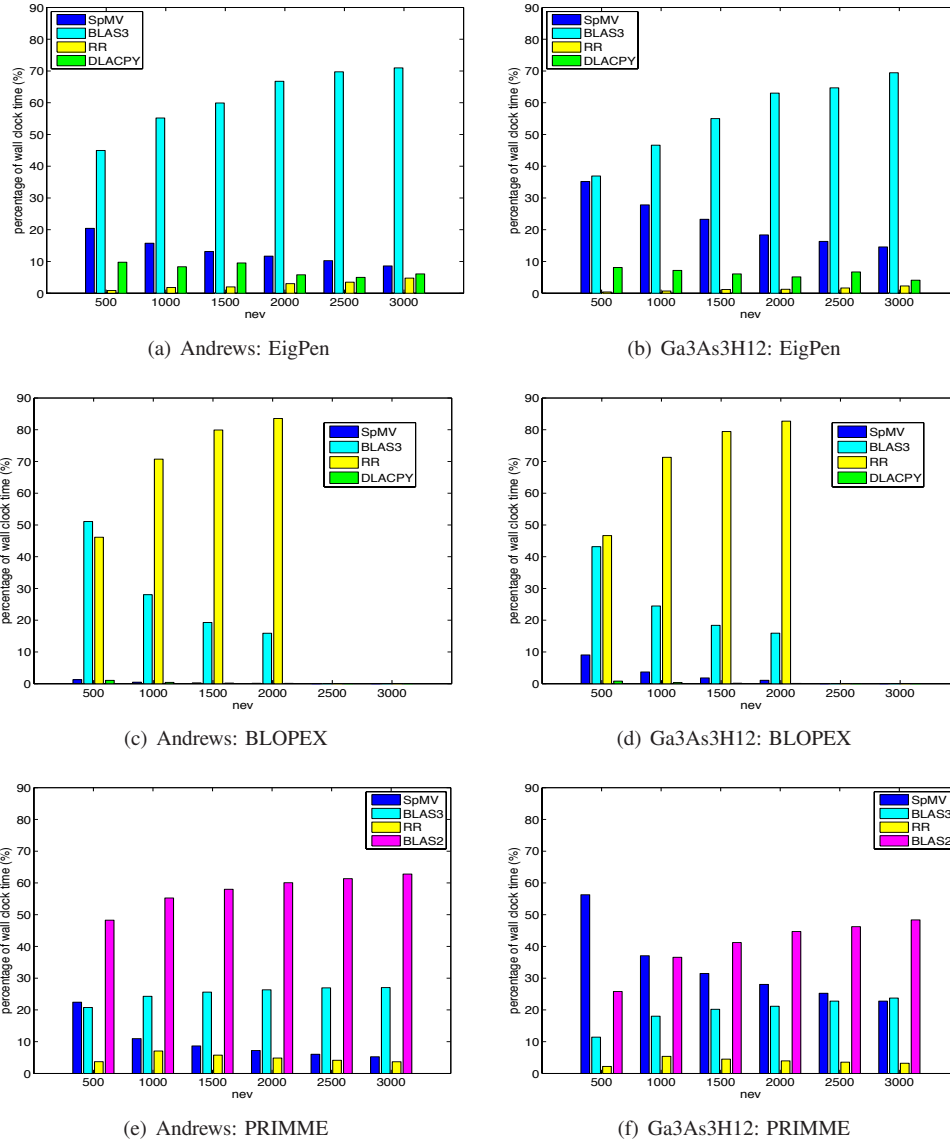 SpMV
BLAS3
RR
DLACPY
percentage of wall clock time (%)
90
80
70
60
50
40
30
20
10
0
500 1000 1500 2000 2500 3000
nev
(a) Andrews: EigPen
SpMV
BLAS3
RR
DLACPY
percentage of wall clock time (%)
90
80
70
60
50
40
30
20
10
0
500 1000 1500 2000 2500 3000
nev
(b) Ga3As3H12: EigPen
SpMV
BLAS3
RR
DLACPY
percentage of wall clock time (%)
90
80
70
60
50
40
30
20
10
0
500 1000 1500 2000 2500 3000
nev
(c) Andrews: BLOPEX
SpMV
BLAS3
RR
DLACPY
percentage of wall clock time (%)
90
80
70
60
50
40
30
20
10
0
500 1000 1500 2000 2500 3000
nev
(d) Ga3As3H12: BLOPEX
SpMV
BLAS3
RR
BLAS2
percentage of wall clock time (%)
90
80
70
60
50
40
30
20
10
0
500 1000 1500 2000 2500 3000
nev
(e) Andrews: PRIMME
SpMV
BLAS3
RR
BLAS2
percentage of wall clock time (%)
90
80
70
60
50
40
30
20
10
0
500 1000 1500 2000 2500 3000
nev
(f) Ga3As3H12: PRIMME